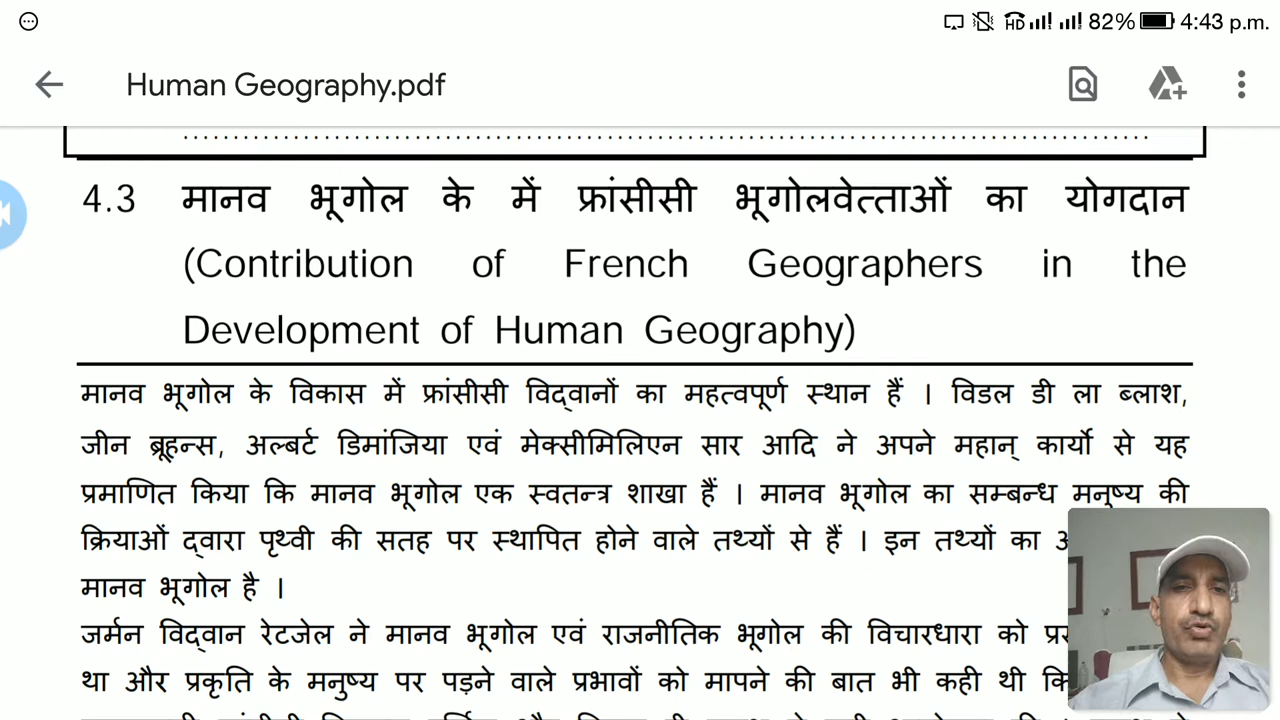 82% 4:43 p.m.
Human Geography.pdf
4.3 मानव भूगोल के में फ्रांसीसी भूगोलवेत्ताओं का योगदान
(Contribution of French Geographers in the
Development of Human Geography)
मानव भूगोल के विकास में फ्रांसीसी विद्वानों का महत्वपूर्ण स्थान हैं । विडल डी ला ब्लाश,
जीन ब्रूहन्स, अल्बर्ट डिमांजिया एवं मेक्सीमिलिएन सार आदि ने अपने महान् कार्यो से यह
प्रमाणित किया कि मानव भूगोल एक स्वतन्त्र शाखा हैं । मानव भूगोल का सम्बन्ध मनुष्य की
क्रियाओं द्वारा पृथ्वी की सतह पर स्थापित होने वाले तथ्यों से हैं । इन तथ्यों का
मानव भूगोल है ।
जर्मन विद्वान रेटजेल ने मानव भूगोल एवं राजनीतिक भूगोल की विचारधारा को
था और प्रकृति के मनुष्य पर पड़ने वाले प्रभावों को मापने की बात भी कही थी